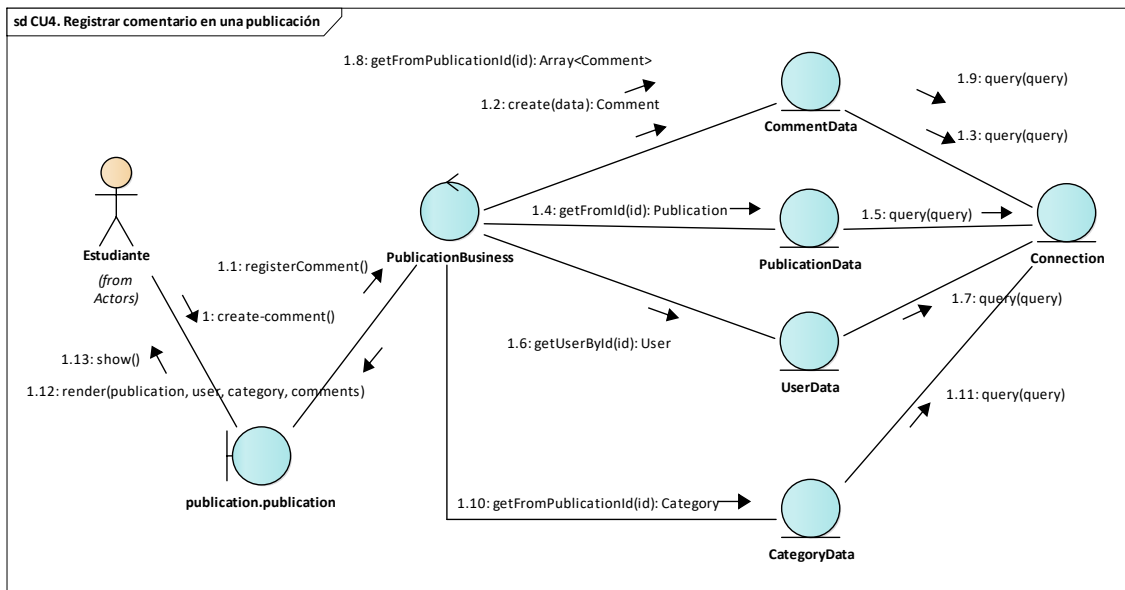 sd CU4. Registrar comentario en una publicación
1.8: getFromPublicationId(id): Array<Comment>
1.2: create(data): Comment
CommentData
1.9: query(query)
1.3: query(query)
Estudiante
(from
Actors)
1.1: registerComment()
PublicationBusiness
1.4: getFromId(id): Publication
PublicationData
1.5: query(query)
Connection
1: create-comment()
1.13: show()
1.12: render(publication, user, category, comments)
1.6: getUserById(id): User
UserData
1.7: query(query)
1.11: query(query)
publication.publication
1.10: getFromPublicationId(id): Category
CategoryData